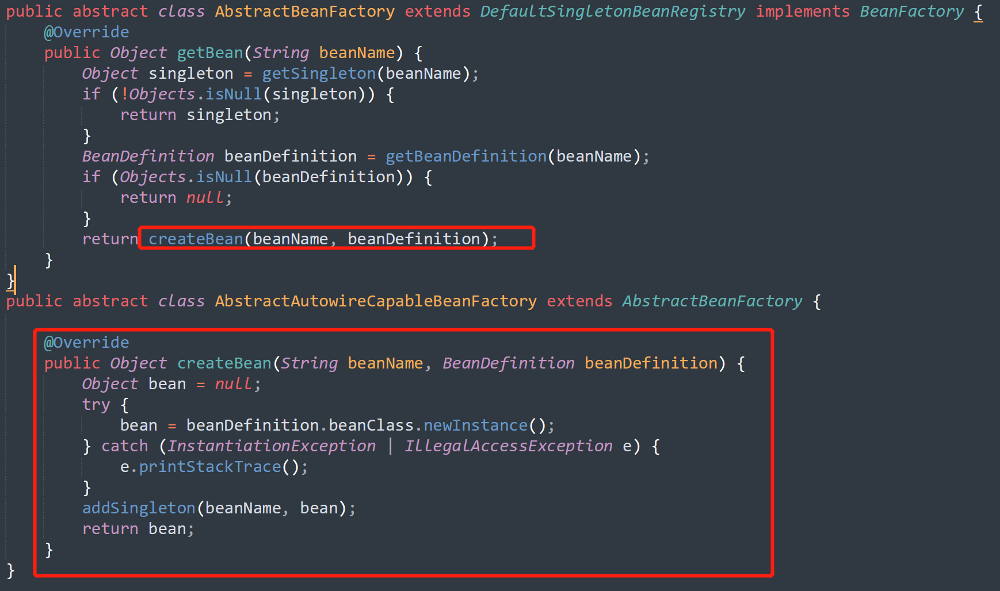 public abstract class AbstractBeanFactory extends DefaultSingletonBeanRegistry implements BeanFactory {
    @Override
    public Object getBean(String beanName) {
        Object singleton = getSingleton(beanName);
        if (!Objects.isNull(singleton)) {
            return singleton;
        }
        BeanDefinition beanDefinition = getBeanDefinition(beanName);
        if (Objects.isNull(beanDefinition)) {
            return null;
        }
        return createBean(beanName, beanDefinition);
    }
}
public abstract class AbstractAutowireCapableBeanFactory extends AbstractBeanFactory {
    @Override
    public Object createBean(String beanName, BeanDefinition beanDefinition) {
        Object bean = null;
        try {
            bean = beanDefinition.beanClass.newInstance();
        } catch (InstantiationException | IllegalAccessException e) {
            e.printStackTrace();
        }
        addSingleton(beanName, bean);
        return bean;
    }
}